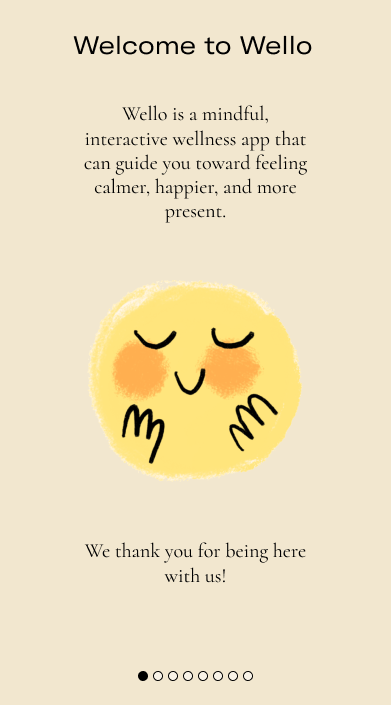 Welcome to Wello
Wello is a mindful,
interactive wellness app that
can guide you toward feeling
calmer, happier, and more
present.
We thank you for being here
with us!